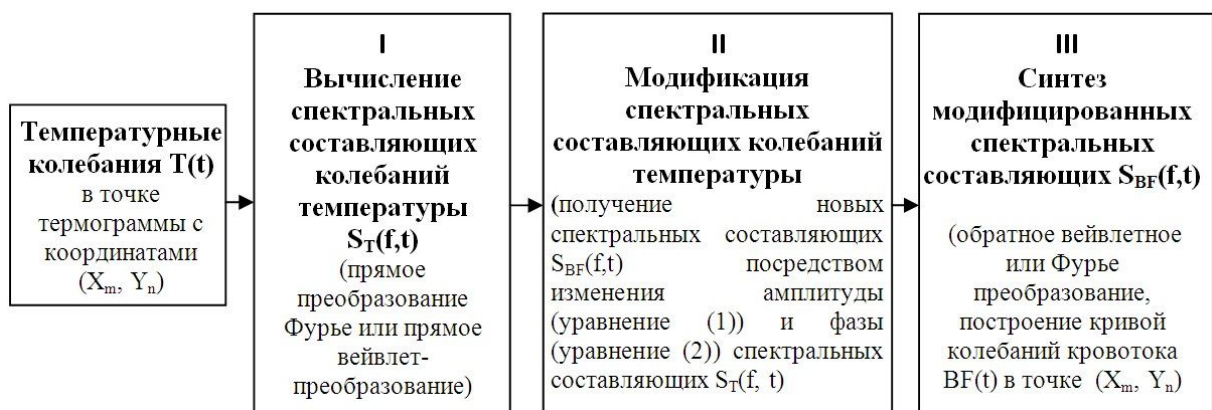 Температурные
колебания T(t)
в точке
термограммы с
координатами
(Xm, Yn)
I
Вычисление
спектральных
составляющих
колебаний
температуры
ST(f,t)
(прямое
преобразование
Фурье или прямое
вейвлет-
преобразование)
II
Модификация
спектральных
составляющих колебаний
температуры
(получение новых
спектральных составляющих
SBF(f,t) посредством
изменения амплитуды
(уравнение (1)) и фазы
(уравнение (2)) спектральных
составляющих ST(f, t)
III
Синтез
модифицированных
спектральных
составляющих SBF(f,t)
(обратное вейвлетное
или Фурье
преобразование,
построение кривой
колебаний кровотока
BF(t) в точке (Xm, Yn)